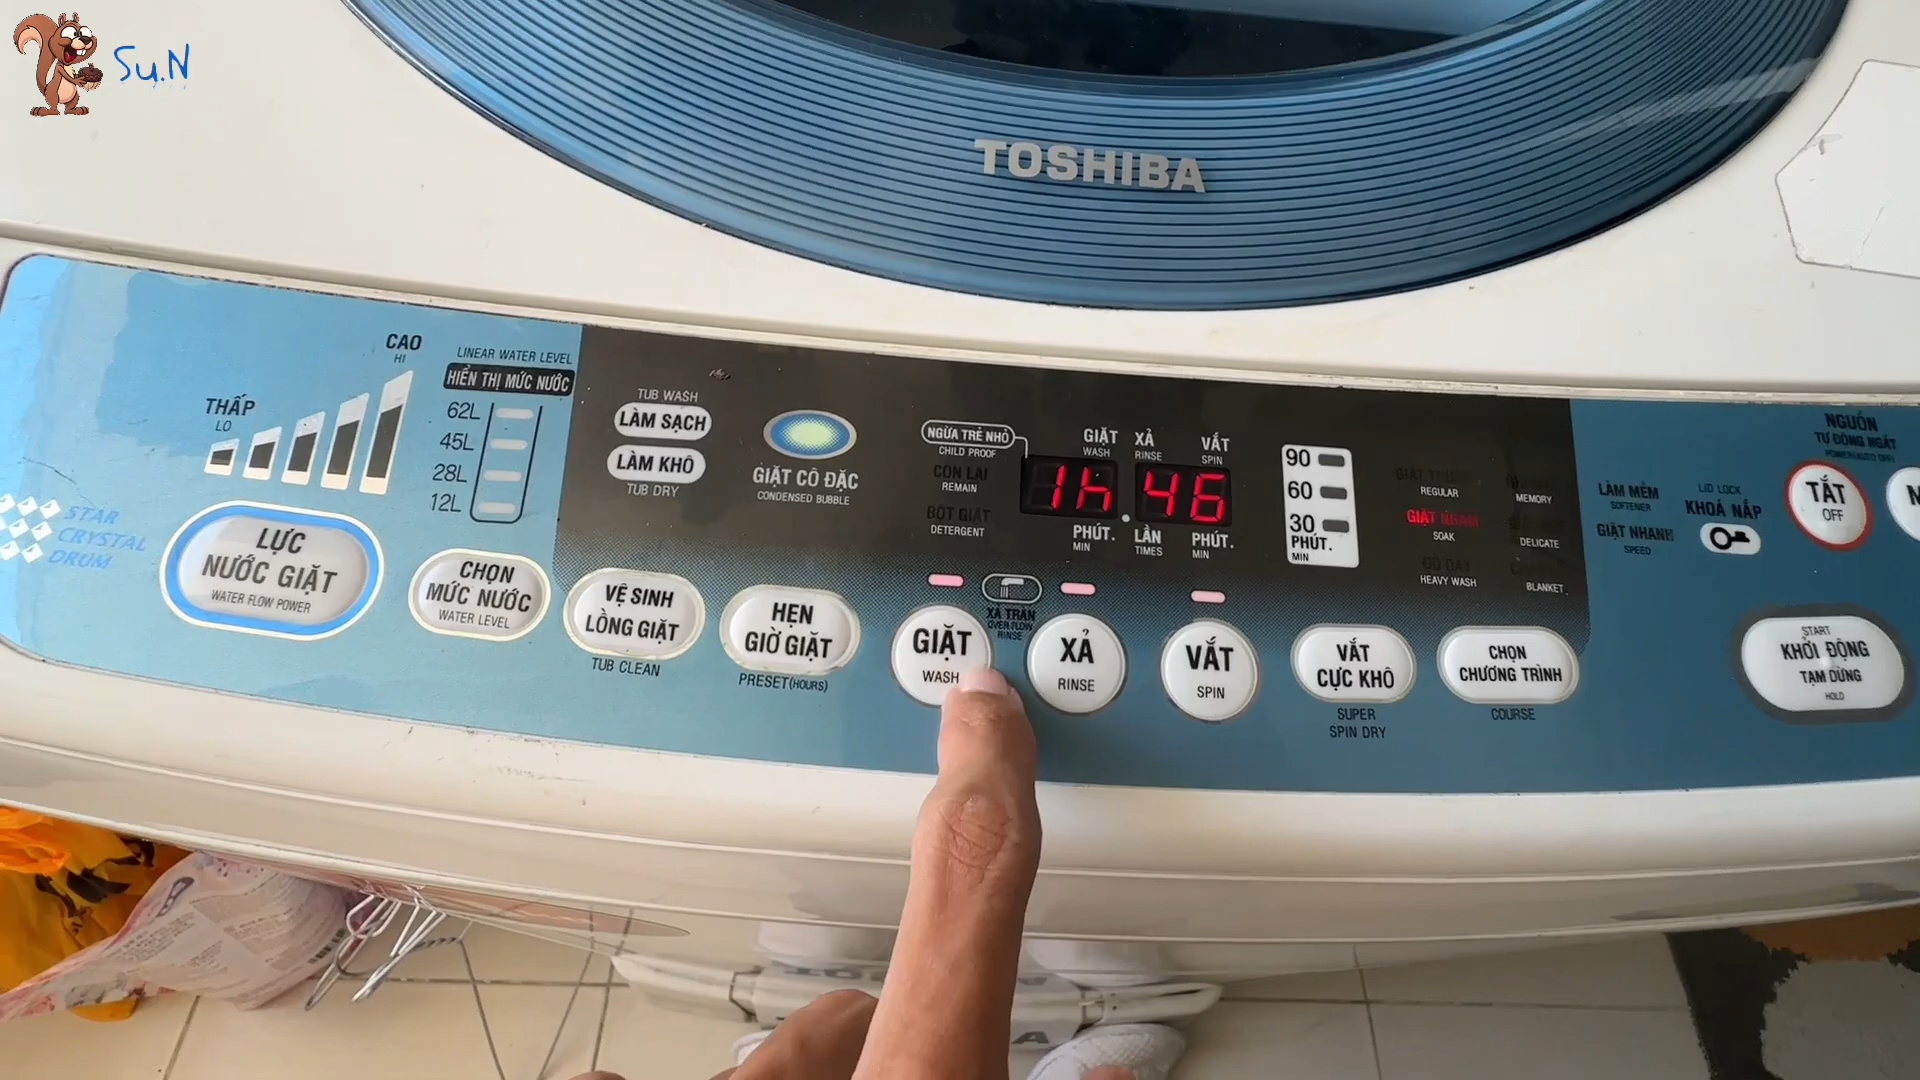 Su.N
TOSHIBA
CAO
HI
THẤP
LO
LINEAR WATER LEVEL
HIỂN THỊ MỨC NƯỚC
62L
45L
28L
12L
STAR
CRYSTAL
DRUM
LỰC
NƯỚC GIẶT
WATER FLOW POWER
CHỌN
MỨC NƯỚC
WATER LEVEL
TUB WASH
LÀM SẠCH
LÀM KHÔ
TUB DRY
VỆ SINH
LỒNG GIẶT
TUB CLEAN
GIẶT CÔ ĐẶC
CONDENSED BUBBLE
HẸN
GIỜ GIẶT
PRESET(HOURS)
NGỪA TRẺ NHỎ
CHILD PROOF
CÒN LẠI
REMAIN
BỘT GIẶT
DETERGENT
GIẶT
WASH
XẢ
RINSE
VẮT
SPIN
1h.46
PHÚT.
MIN
LẦN
TIMES
PHÚT.
MIN
XẢ TRÀN
OVER FLOW
RINSE
GIẶT
WASH
XẢ
RINSE
VẮT
SPIN
90
60
30
PHÚT.
MIN
VẮT
CỰC KHÔ
SUPER
SPIN DRY
REGULAR
GIẶT NGÂM
SOAK
HEAVY WASH
MEMORY
DELICATE
BLANKET
CHỌN
CHƯƠNG TRÌNH
COURSE
LÀM MỀM
SOFTENER
GIẶT NHANH
SPEED
LID LOCK
KHOÁ NẮP
NGUỒN
TỰ ĐỘNG NGẮT
POWER(AUTO OFF)
TẮT
OFF
START
KHỞI ĐỘNG
TẠM DỪNG
HOLD